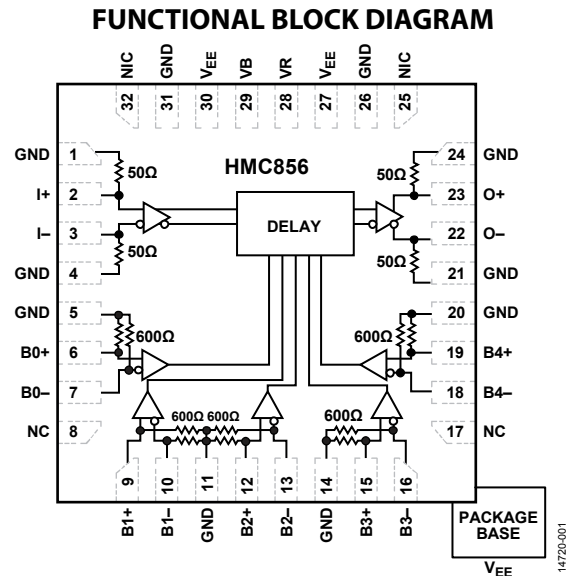 FUNCTIONAL BLOCK DIAGRAM
NIC
GND
VEE
VB
VR
VEE
GND
NIC
32
31
30
29
28
27
26
25
HMC856
GND 1
50Ω
24 GND
50Ω
I+ 2
23 O+
DELAY
I– 3
22 O–
50Ω
50Ω
GND 4
21 GND
GND 5
20 GND
600Ω
600Ω
B0+ 6
19 B4+
B0– 7
18 B4–
600Ω 600Ω
600Ω
NC 8
17 NC
9
10
11
12
13
14
15
16
B1+
B1–
GND
B2+
B2–
GND
B3+
B3–
PACKAGE
BASE
VEE
14720-001